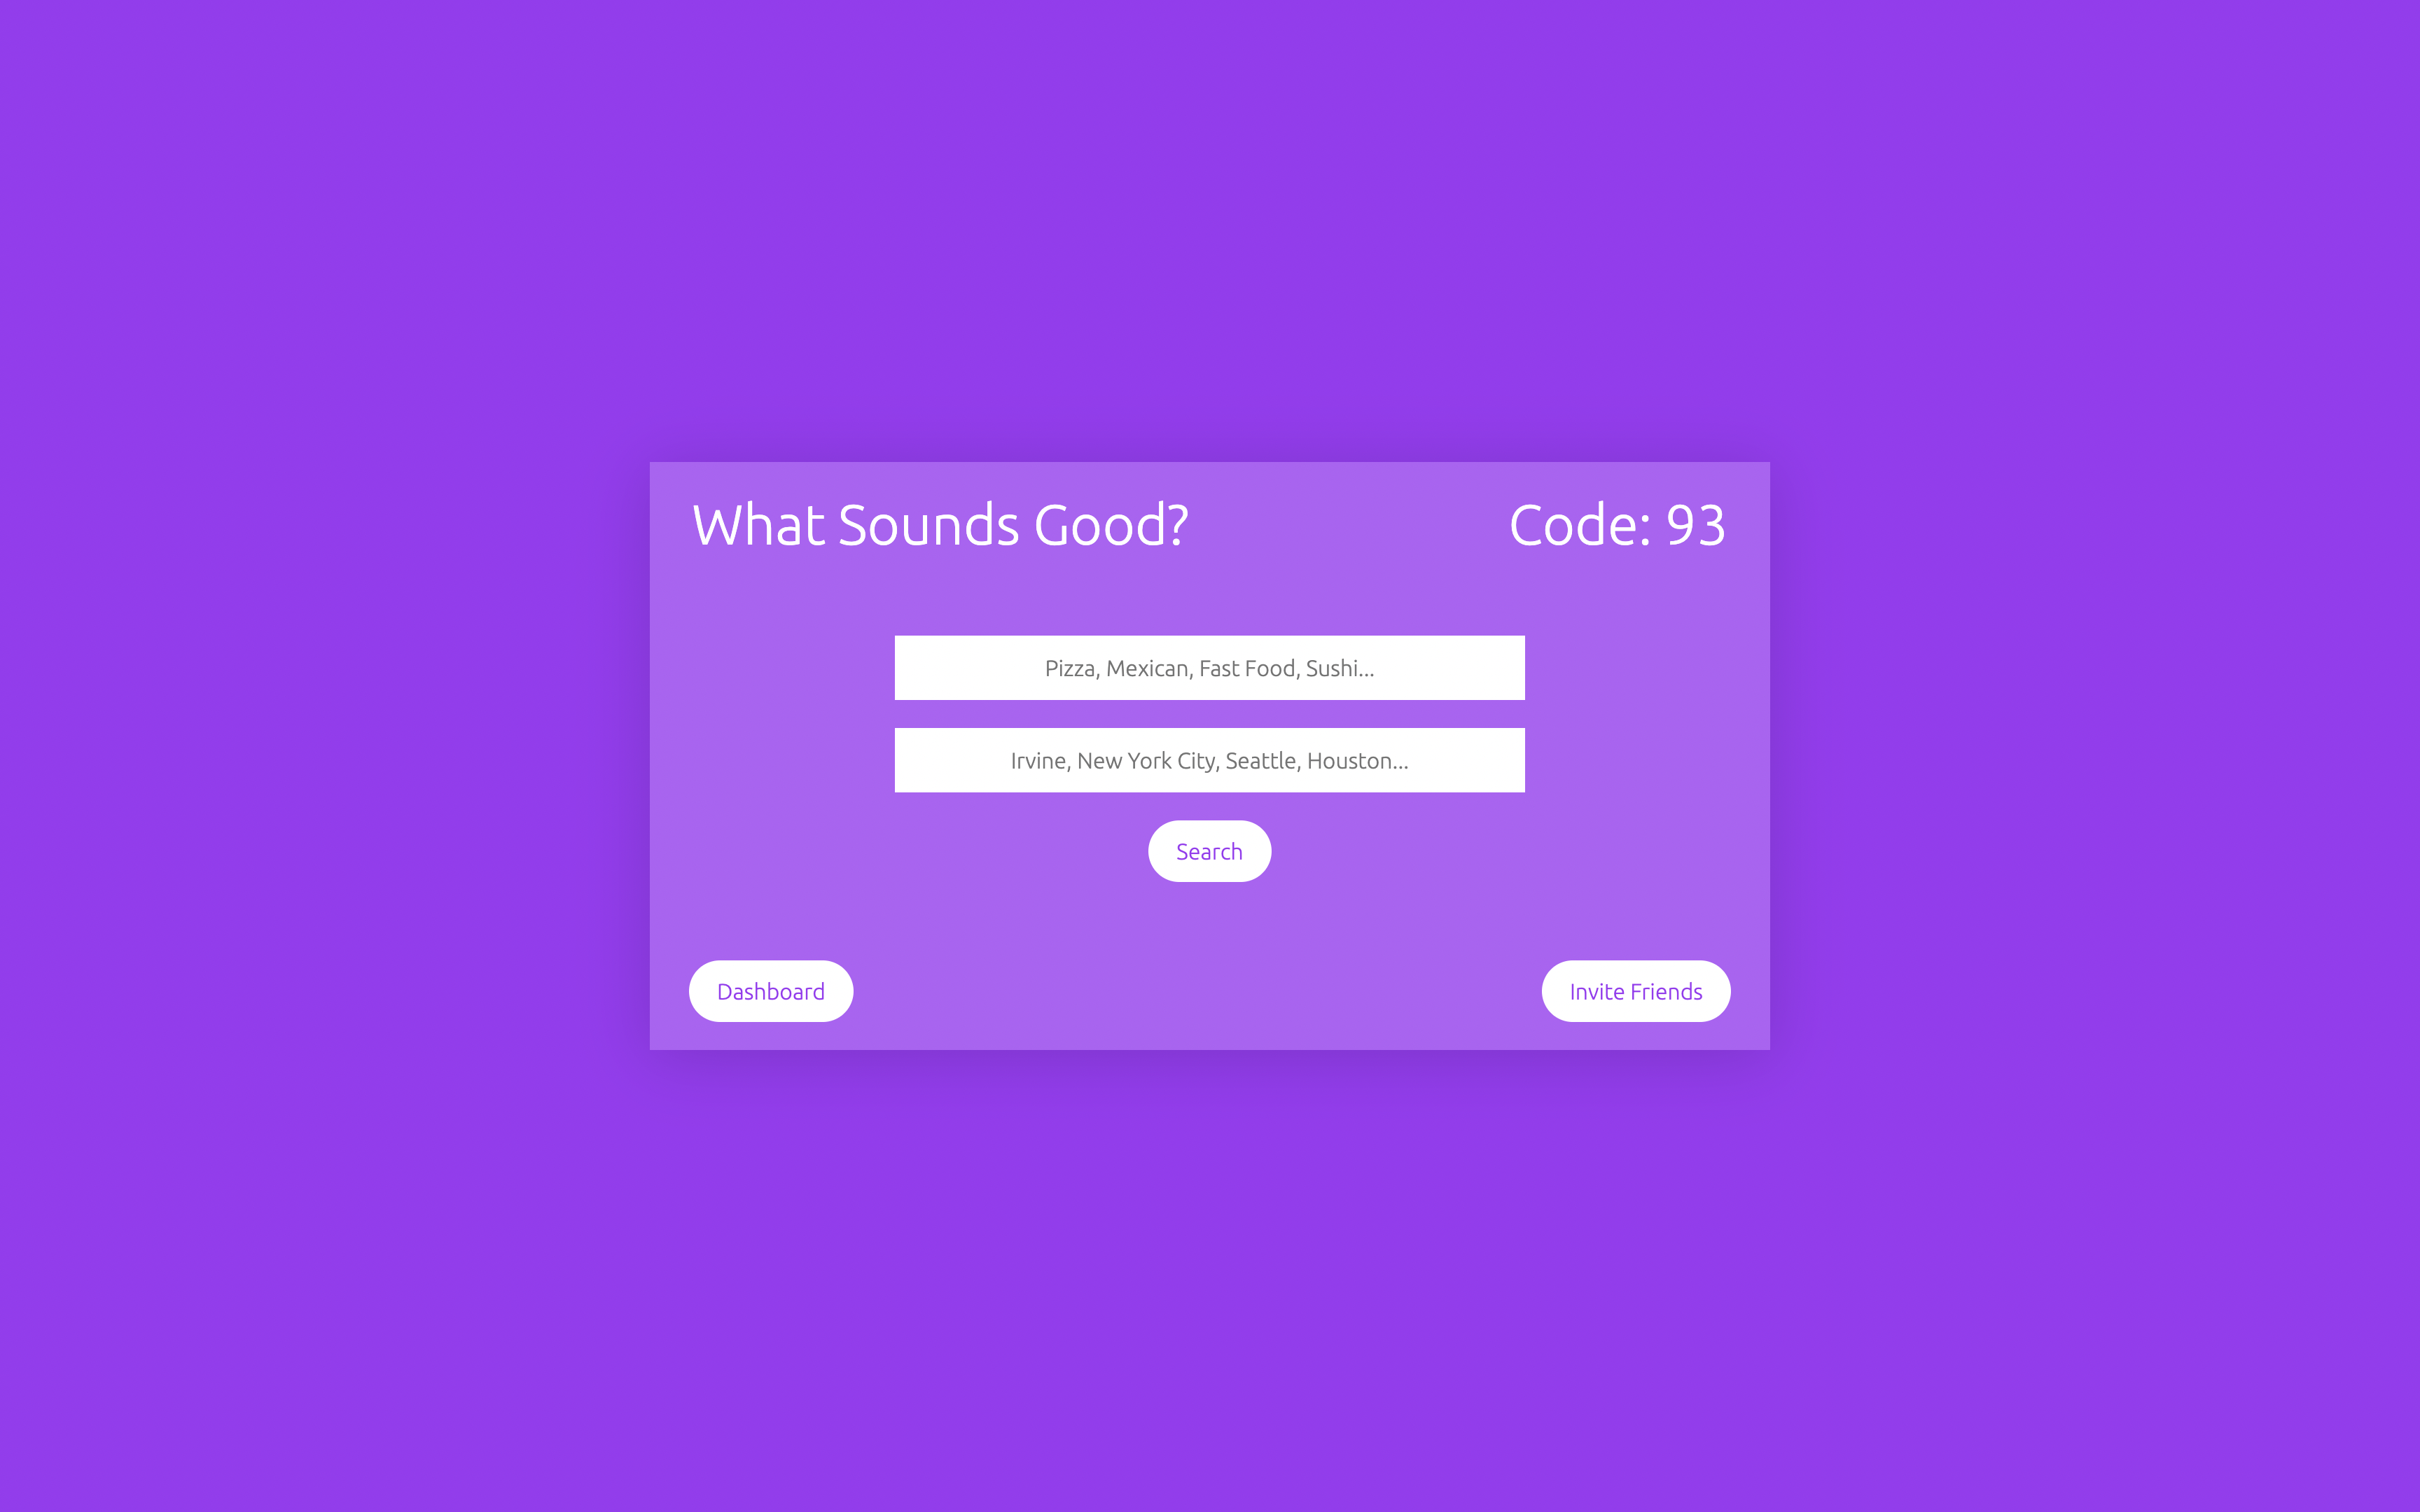 What Sounds Good?
Code: 93
Pizza, Mexican, Fast Food, Sushi...
Irvine, New York City, Seattle, Houston...
Search
Dashboard
Invite Friends